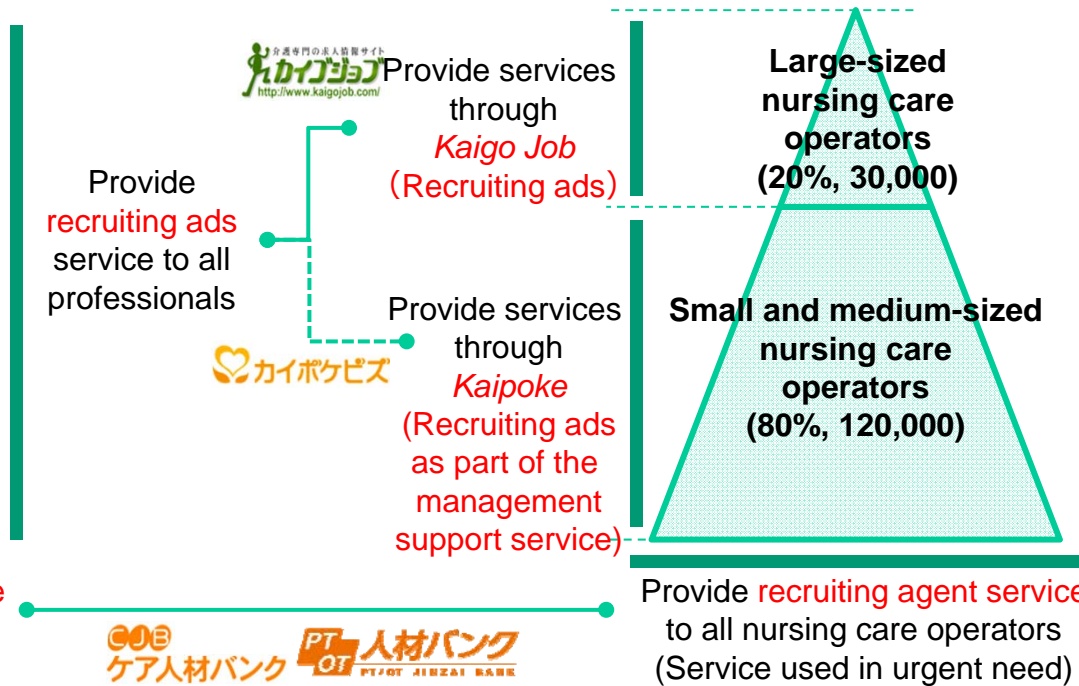 Provide
recruiting ads
service to all
professionals
介護専門の求人情報サイト
カイゴジョブ
http://www.kaigojob.com/
Provide services
through
Kaigo Job
（Recruiting ads）
カイポケビズ
Provide services
through
Kaipoke
(Recruiting ads
as part of the
management
support service)
Large-sized
nursing care
operators
(20%, 30,000)
Small and medium-sized
nursing care
operators
(80%, 120,000)
e
CJB
ケア人材バンク
PT
OT
人材バンク
PT/OT JINZAI BANK
Provide recruiting agent service
to all nursing care operators
(Service used in urgent need)